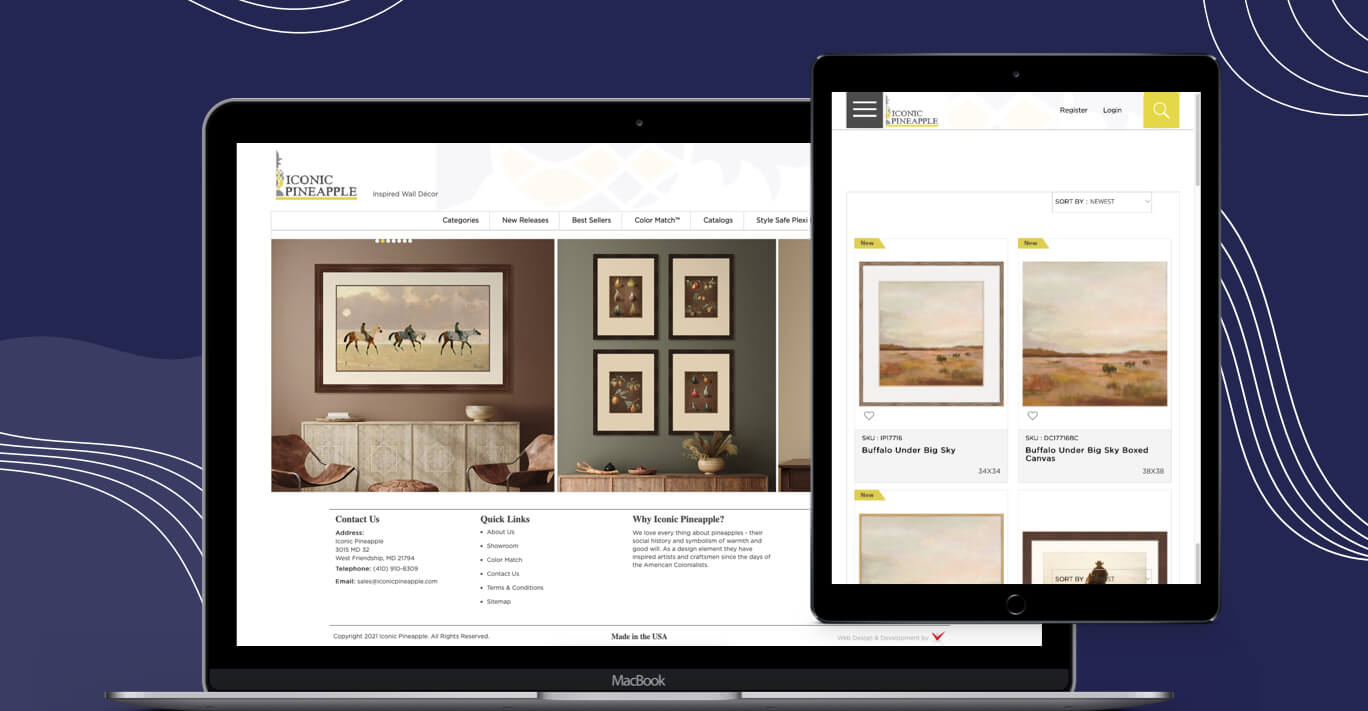 ICONIC
PINEAPPLE
Inspired Wall Décor
Categories
New Releases
Best Sellers
Color Match™
Catalogs
Style Safe Plexi
Contact Us
Address:
Iconic Pineapple
3015 MD 32
West Friendship, MD 21794
Telephone: (410) 910-8309
Email: sales@iconicpineapple.com
Quick Links
About Us
Showroom
Color Match
Contact Us
Terms & Conditions
Sitemap
Why Iconic Pineapple?
We love every thing about pineapples - their
social history and symbolism of warmth and
good will. As a design element they have
inspired artists and craftsmen since the days of
the American Colonialists.
Copyright 2021 Iconic Pineapple. All Rights Reserved.
Made in the USA
Web Design & Development by
MacBook
ICONIC
PINEAPPLE
Register
Login
SORT BY : NEWEST
New
New
SKU : IP17716
Buffalo Under Big Sky
34X34
SKU : DC17716BC
Buffalo Under Big Sky Boxed
Canvas
38X38
New
SORT BY : NEWEST